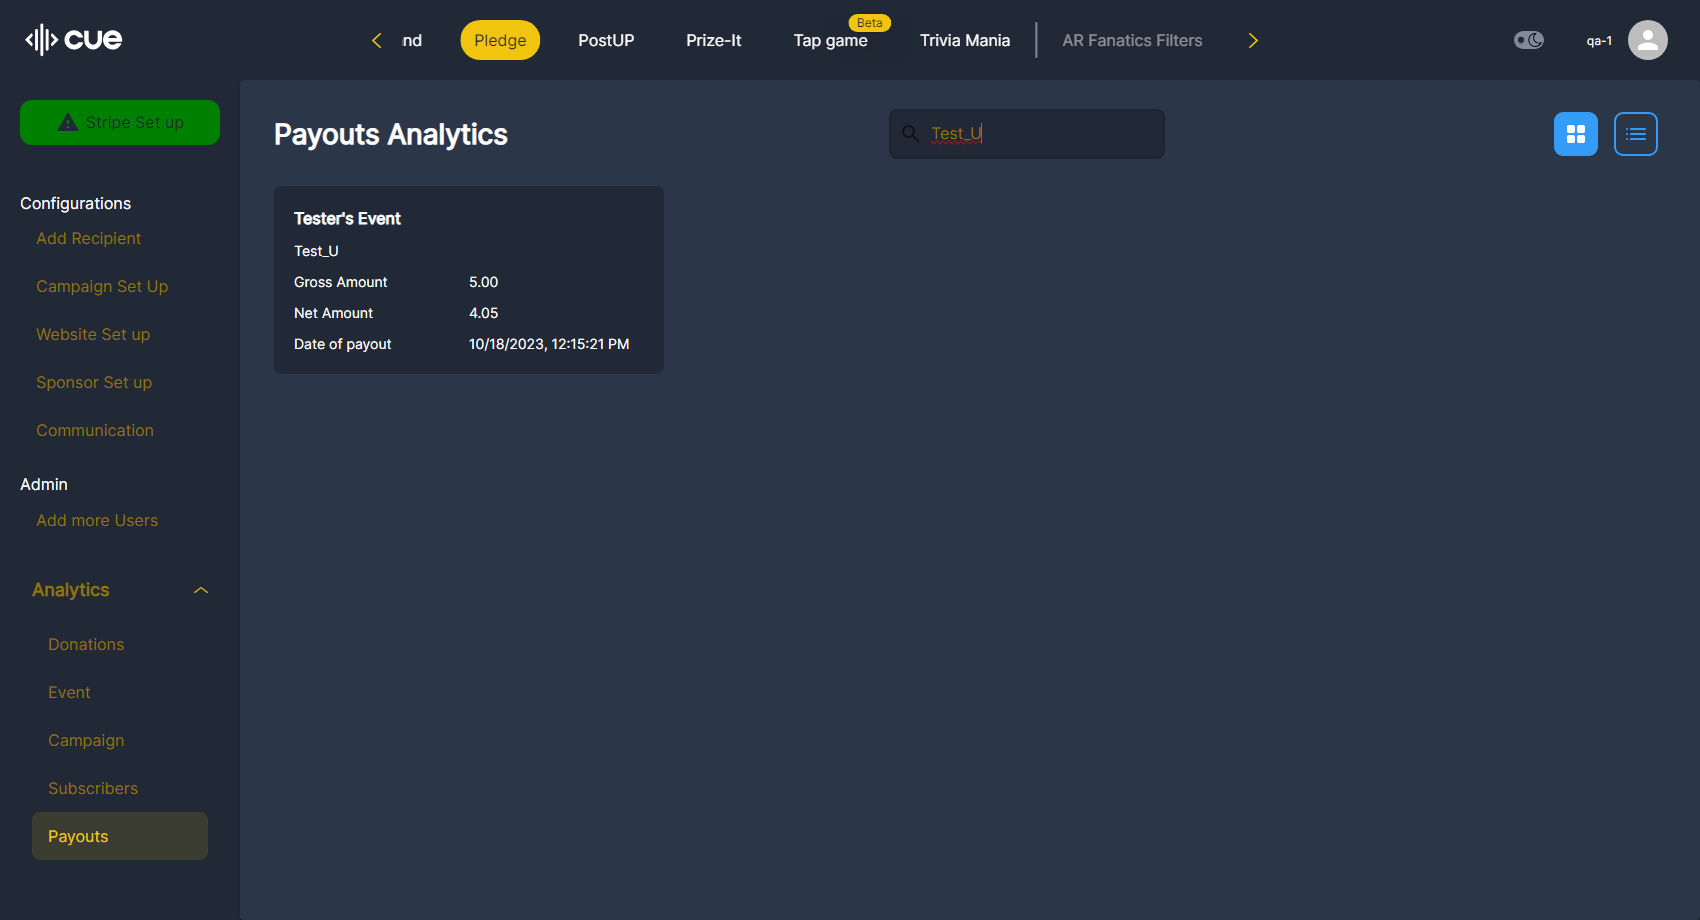 cue
nd
Pledge
PostUP
Prize-It
Beta
Tap game
Trivia Mania
AR Fanatics Filters
qa-1
Stripe Set up
Configurations
Add Recipient
Campaign Set Up
Website Set up
Sponsor Set up
Communication
Admin
Add more Users
Analytics
Donations
Event
Campaign
Subscribers
Payouts
Payouts Analytics
Test_U
Tester's Event
Test_U
Gross Amount 5.00
Net Amount 4.05
Date of payout 10/18/2023, 12:15:21 PM